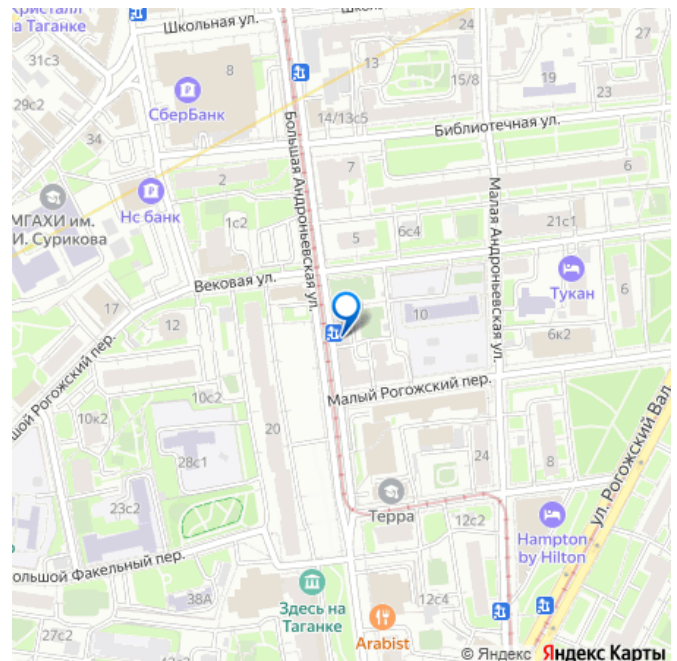 Кристалл
на Таганке
Школьная ул.
24
31с3
8
13
15/8
19
23
29с2
СберБанк
14/13с5
Библиотечная ул.
34
Большая Андроньевская ул.
7
6
2
Малая Андроньевская ул.
МГАХИ им.
И. Сурикова
Нс банк
1с2
5
6с4
21с1
Вековая ул.
Тукан
6
17
12
10
6к2
шой Рогожский пер.
10с2
Малый Рогожский пер.
10к2
20
ул. Рогожский Вал
28с1
24
8
23с2
Терра
12с2
Hampton
by Hilton
ольшой Факельный пер.
38А
Здесь на
Таганке
12с4
27с2
Arabist
© Яндекс Яндекс Карты